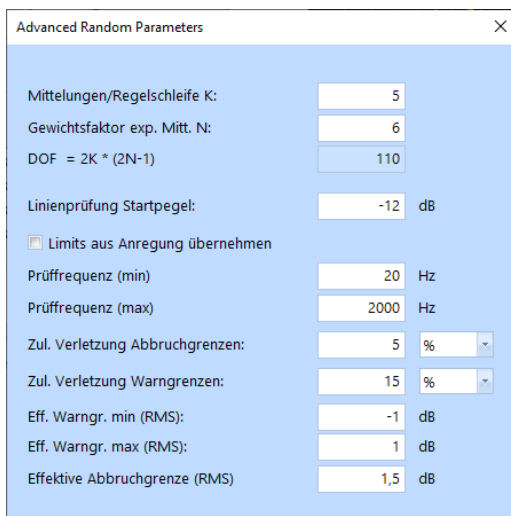 Advanced Random Parameters
Mittelungen/Regelschleife K: 5
Gewichtsfaktor exp. Mitt. N: 6
DOF = 2K * (2N-1) 110
Linienprüfung Startpegel: -12 dB
Limits aus Anregung übernehmen
Prüffrequenz (min) 20 Hz
Prüffrequenz (max) 2000 Hz
Zul. Verletzung Abbruchgrenzen: 5 %
Zul. Verletzung Warngrenzen: 15 %
Eff. Warngr. min (RMS): -1 dB
Eff. Warngr. max (RMS): 1 dB
Effektive Abbruchgrenze (RMS) 1,5 dB